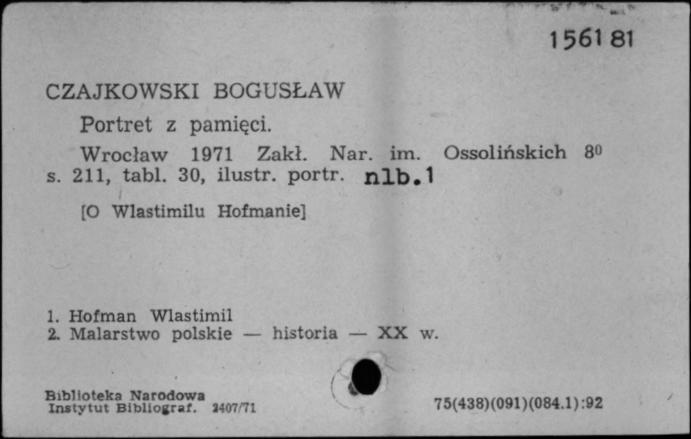 156181
CZAJKOWSKI BOGUSŁAW
Portret z pamięci.
Wrocław 1971 Zakł. Nar. im. Ossolińskich 8⁰
s. 211, tabl. 30, ilustr. portr. nlb.1
[O Wlastimilu Hofmanie]
1. Hofman Wlastimil
2. Malarstwo polskie — historia — XX w.
Biblioteka Narodowa
Instytut Bibliograf. 2407/71
75(438)(091)(084.1):92